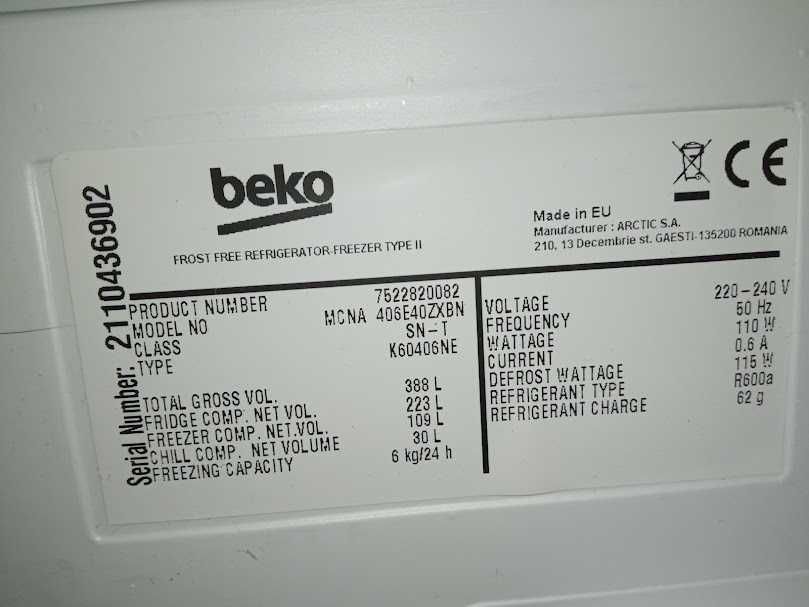 beko
FROST FREE REFRIGERATOR-FREEZER TYPE II
CE
Made in EU
Manufacturer : ARCTIC S.A.
210, 13 Decembrie st. GAESTI-135200 ROMANIA
Serial Number: 2110436902
PRODUCT NUMBER 7522820082
MODEL NO MCNA 406E40ZXBN
CLASS SN-T
TYPE K60406NE
TOTAL GROSS VOL. 388 L
FRIDGE COMP. NET VOL. 223 L
FREEZER COMP. NET.VOL. 109 L
CHILL COMP. NET VOLUME 30 L
FREEZING CAPACITY 6 kg/24 h
VOLTAGE 220-240 V
FREQUENCY 50 Hz
WATTAGE 110 W
CURRENT 0.6 A
DEFROST WATTAGE 115 W
REFRIGERANT TYPE R600a
REFRIGERANT CHARGE 62 g